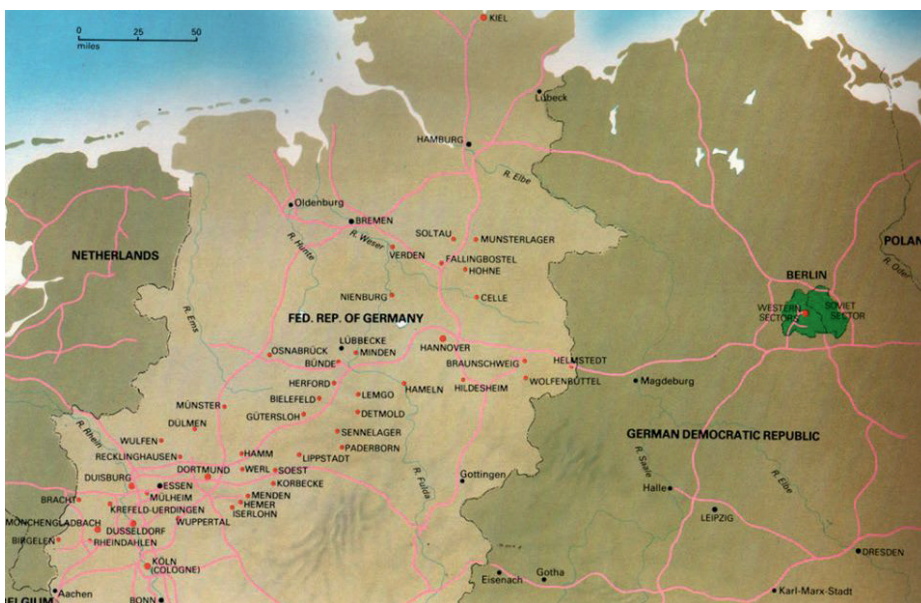 KIEL
0 25 50
miles
Lübeck
HAMBURG
R. Elbe
Oldenburg
BREMEN
SOLTAU
MUNSTERLAGER
R. Hunte
R. Weser
VERDEN
NETHERLANDS
FALLINGBOSTEL
HOHNE
POLAN
R. Oder
BERLIN
NIENBURG
CELLE
R. Ems
WESTERN
SECTORS
SOVIET
SECTOR
FED. REP. OF GERMANY
LÜBBECKE
HANNOVER
OSNABRÜCK
MINDEN
BÜNDE
BRAUNSCHWEIG
HELMSTEDT
HERFORD
HAMELN
HILDESHEIM
WOLFENBÜTTEL
Magdeburg
BIELEFELD
LEMGO
MÜNSTER
GÜTERSLOH
DETMOLD
DÜLMEN
SENNELAGER
R. Rhein
WULFEN
PADERBORN
GERMAN DEMOCRATIC REPUBLIC
RECKLINGHAUSEN
HAMM
LIPPSTADT
DORTMUND
WERL
SOEST
R. Fulda
Gottingen
R. Saale
R. Elbe
DUISBURG
ESSEN
KORBECKE
Halle
MÜLHEIM
MENDEN
BRACHT
HEMER
KREFELD-UERDINGEN
ISERLOHN
LEIPZIG
MÖNCHENGLADBACH
WUPPERTAL
DUSSELDORF
BIRGELEN
RHEINDAHLEN
DRESDEN
KÖLN
(COLOGNE)
Eisenach
Gotha
Aachen
Karl-Marx-Stadt
ELGIUM
BONN